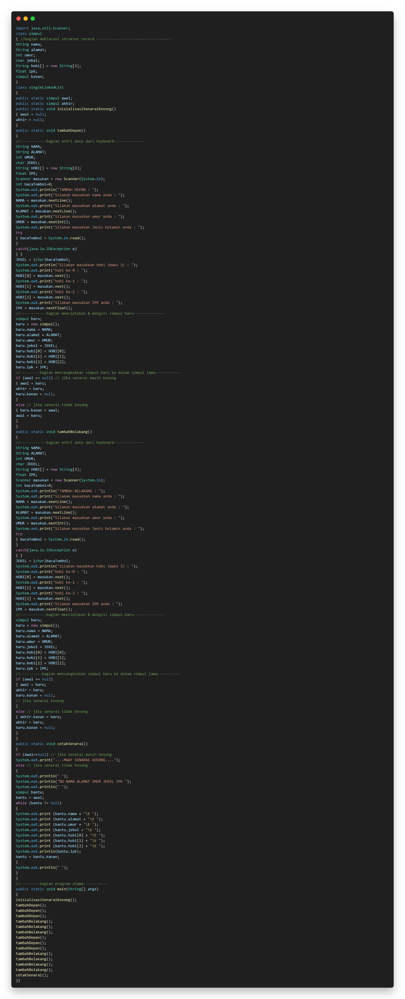 import java.util.Scanner;
class simpul
{ //bagian deklarasi struktur record ----------------------------------
String nama;
String alamat;
int umur;
char jekel;
String hobi[] = new String[3];
float ipk;
simpul kanan;
}
class singleLinkedList
{
public static simpul awal;
public static simpul akhir;
public static void inisialisasiSenaraiKosong()
{ awal = null;
akhir = null;
}
public static void tambahDepan()
{
//------------bagian entri data dari keyboard--------------
String NAMA;
String ALAMAT;
int UMUR;
char JEKEL;
String HOBI[] = new String[3];
float IPK;
Scanner masukan = new Scanner(System.in);
int bacaTombol=0;
System.out.println("TAMBAH DEPAN : ");
System.out.print("Silakan masukkan nama anda : ");
NAMA = masukan.nextLine();
System.out.print("Silakan masukkan alamat anda : ");
ALAMAT = masukan.nextLine();
System.out.print("Silakan masukkan umur anda : ");
UMUR = masukan.nextInt();
System.out.print("Silakan masukkan Jenis Kelamin anda : ");
try
{ bacaTombol = System.in.read();
}
catch(java.io.IOException e)
{ }
JEKEL = (char)bacaTombol;
System.out.println("Silakan masukkan hobi (maks 3) : ");
System.out.print("hobi ke-0 : ");
HOBI[0] = masukan.next();
System.out.print("hobi ke-1 : ");
HOBI[1] = masukan.next();
System.out.print("hobi ke-2 : ");
HOBI[2] = masukan.next();
System.out.print("Silakan masukkan IPK anda : ");
IPK = masukan.nextFloat();
//------------bagian menciptakan & mengisi simpul baru--------------
simpul baru;
baru = new simpul();
baru.nama = NAMA;
baru.alamat = ALAMAT;
baru.umur = UMUR;
baru.jekel = JEKEL;
baru.hobi[0] = HOBI[0];
baru.hobi[1] = HOBI[1];
baru.hobi[2] = HOBI[2];
baru.ipk = IPK;
//---------bagian mencangkokkan simpul baru ke dalam simpul lama------------
if (awal == null) // jika senarai masih kosong
{ awal = baru;
akhir = baru;
baru.kanan = null;
}
else // jika senarai tidak kosong
{ baru.kanan = awal;
awal = baru;
}
}
public static void tambahBelakang()
{
//------------bagian entri data dari keyboard--------------
String NAMA;
String ALAMAT;
int UMUR;
char JEKEL;
String HOBI[] = new String[3];
float IPK;
Scanner masukan = new Scanner(System.in);
int bacaTombol=0;
System.out.println("TAMBAH BELAKANG : ");
System.out.print("Silakan masukkan nama anda : ");
NAMA = masukan.nextLine();
System.out.print("Silakan masukkan alamat anda : ");
ALAMAT = masukan.nextLine();
System.out.print("Silakan masukkan umur anda : ");
UMUR = masukan.nextInt();
System.out.print("Silakan masukkan Jenis Kelamin anda : ");
try
{ bacaTombol = System.in.read();
}
catch(java.io.IOException e)
{ }
JEKEL = (char)bacaTombol;
System.out.println("Silakan masukkan hobi (maks 3) : ");
System.out.print("hobi ke-0 : ");
HOBI[0] = masukan.next();
System.out.print("hobi ke-1 : ");
HOBI[1] = masukan.next();
System.out.print("hobi ke-2 : ");
HOBI[2] = masukan.next();
System.out.print("Silakan masukkan IPK anda : ");
IPK = masukan.nextFloat();
//------------bagian menciptakan & mengisi simpul baru--------------
simpul baru;
baru = new simpul();
baru.nama = NAMA;
baru.alamat = ALAMAT;
baru.umur = UMUR;
baru.jekel = JEKEL;
baru.hobi[0] = HOBI[0];
baru.hobi[1] = HOBI[1];
baru.hobi[2] = HOBI[2];
baru.ipk = IPK;
//----------bagian mencangkokkan simpul baru ke dalam simpul lama----------
if (awal == null)
{ awal = baru;
akhir = baru;
baru.kanan = null;
// jika senarai kosong
}
else // jika senarai tidak kosong
{ akhir.kanan = baru;
akhir = baru;
baru.kanan = null;
}
}
public static void cetakSenarai()
{
if (awal==null) // jika senarai masih kosong
System.out.print("....MAAF SENARAI KOSONG....");
else // jika senarai tidak kosong
{
System.out.println(" ");
System.out.println("NO NAMA ALAMAT UMUR JEKEL IPK ");
System.out.println(" ");
simpul bantu;
bantu = awal;
while (bantu != null)
{
System.out.print (bantu.nama + "\t ");
System.out.print (bantu.alamat + "\t ");
System.out.print (bantu.umur + "\t ");
System.out.print (bantu.jekel + "\t ");
System.out.print (bantu.hobi[0] + "\t ");
System.out.print (bantu.hobi[1] + "\t ");
System.out.print (bantu.hobi[2] + "\t ");
System.out.println(bantu.ipk);
bantu = bantu.kanan;
}
System.out.println(" ");
}
}
//---------bagian program utama-----------
public static void main(String[] args)
{
inisialisasiSenaraiKosong();
tambahDepan();
tambahDepan();
tambahDepan();
tambahBelakang();
tambahBelakang();
tambahBelakang();
tambahDepan();
tambahDepan();
tambahDepan();
tambahBelakang();
tambahBelakang();
tambahBelakang();
tambahBelakang();
cetakSenarai();
}}